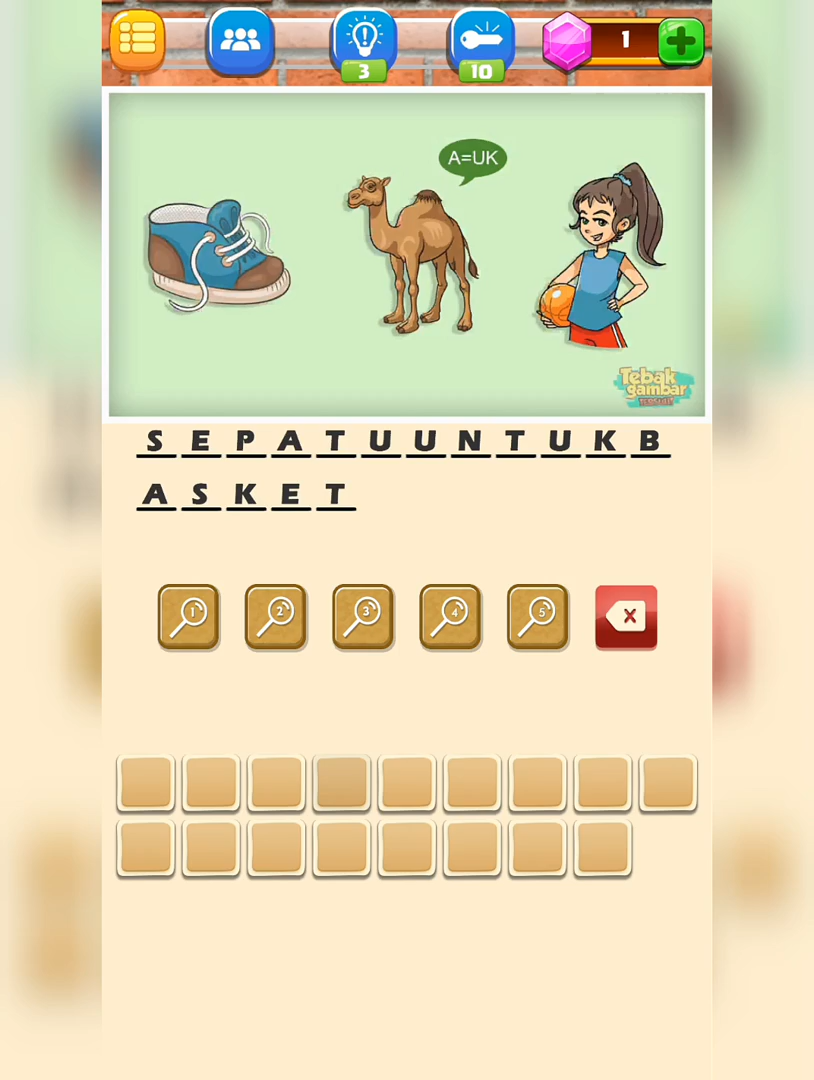 3
10
1
A=UK
Tebak
gambar
SEPATUUNTUKB
ASKET
1 2 3 4 5 X